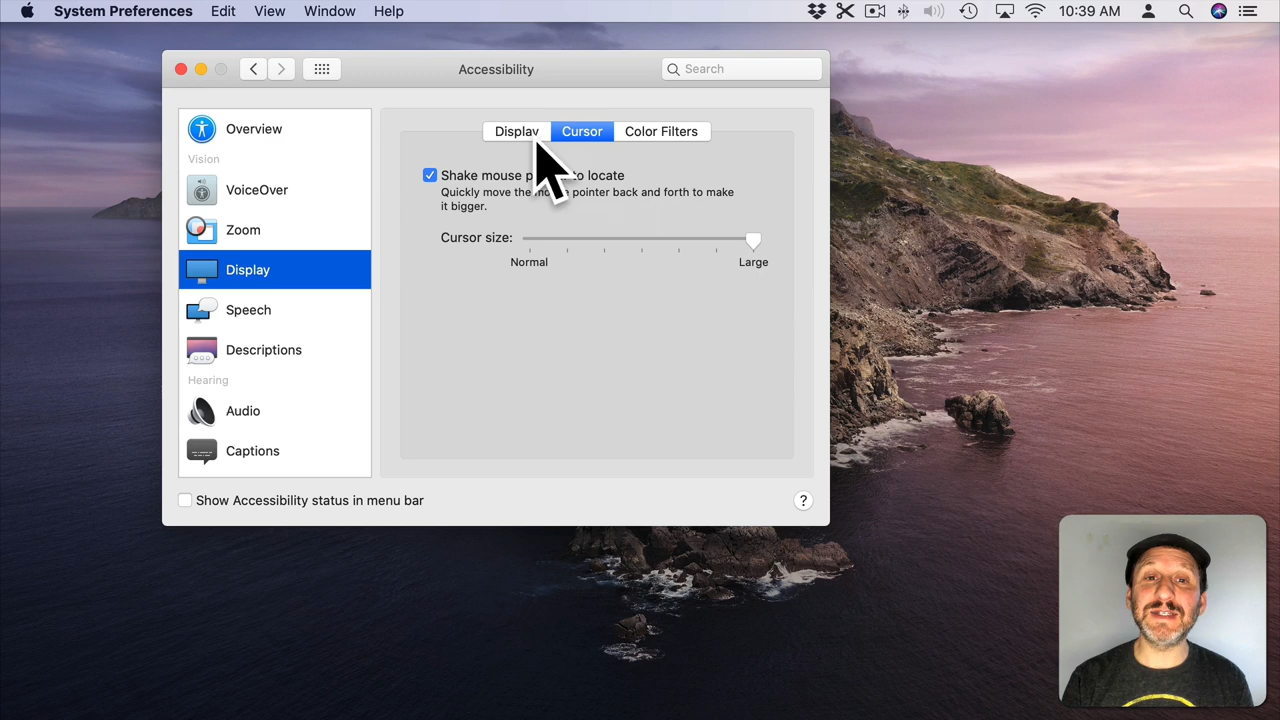 System Preferences Edit View Window Help 10:39 AM
Accessibility
Search
Overview
Vision
VoiceOver
Zoom
Display
Speech
Descriptions
Hearing
Audio
Captions
Display Cursor Color Filters
Shake mouse p to locate
Quickly move the pointer back and forth to make
it bigger.
Cursor size:
Normal Large
Show Accessibility status in menu bar
?